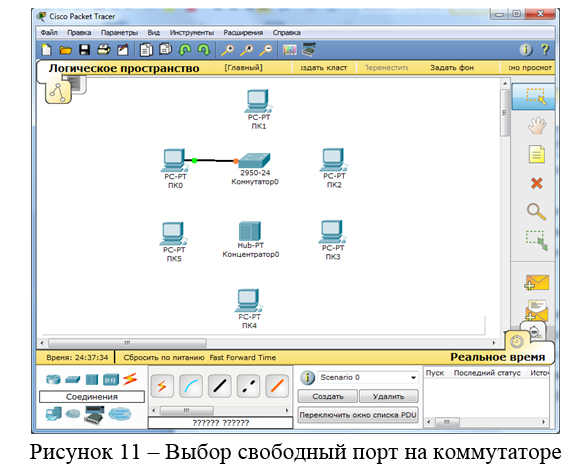 Cisco Packet Tracer
Файл Правка Параметры Вид Инструменты Расширения Справка
Логическое пространство [Главный] здать класт Переместить Задать фон но просмот
PC-PT
ПК1
PC-PT
ПК0
2950-24
Коммутатор0
PC-PT
ПК2
PC-PT
ПК5
Hub-PT
Концентратор0
PC-PT
ПК3
PC-PT
ПК4
Время: 24:37:34 Сбросить по питанию Fast Forward Time Реальное время
Соединения
?????? ??????
Scenario 0
Создать Удалить
Переключить окно списка PDU
Пуск Последний статус Источ
Рисунок 11 – Выбор свободный порт на коммутаторе